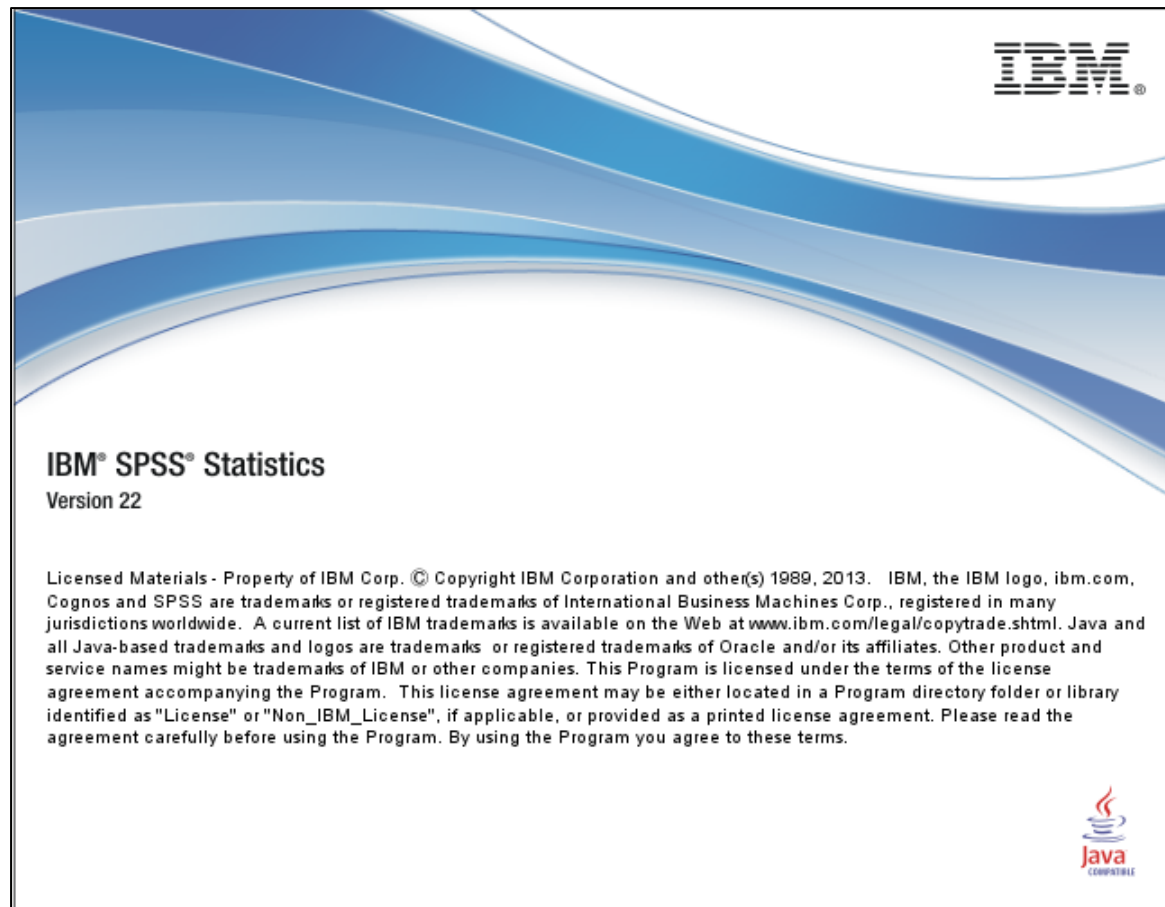 IBM®
IBM® SPSS® Statistics
Version 22
Licensed Materials - Property of IBM Corp. © Copyright IBM Corporation and other(s) 1989, 2013. IBM, the IBM logo, ibm.com,
Cognos and SPSS are trademarks or registered trademarks of International Business Machines Corp., registered in many
jurisdictions worldwide. A current list of IBM trademarks is available on the Web at www.ibm.com/legal/copytrade.shtml. Java and
all Java-based trademarks and logos are trademarks or registered trademarks of Oracle and/or its affiliates. Other product and
service names might be trademarks of IBM or other companies. This Program is licensed under the terms of the license
agreement accompanying the Program. This license agreement may be either located in a Program directory folder or library
identified as "License" or "Non_IBM_License", if applicable, or provided as a printed license agreement. Please read the
agreement carefully before using the Program. By using the Program you agree to these terms.
Java
COMPATIBLE